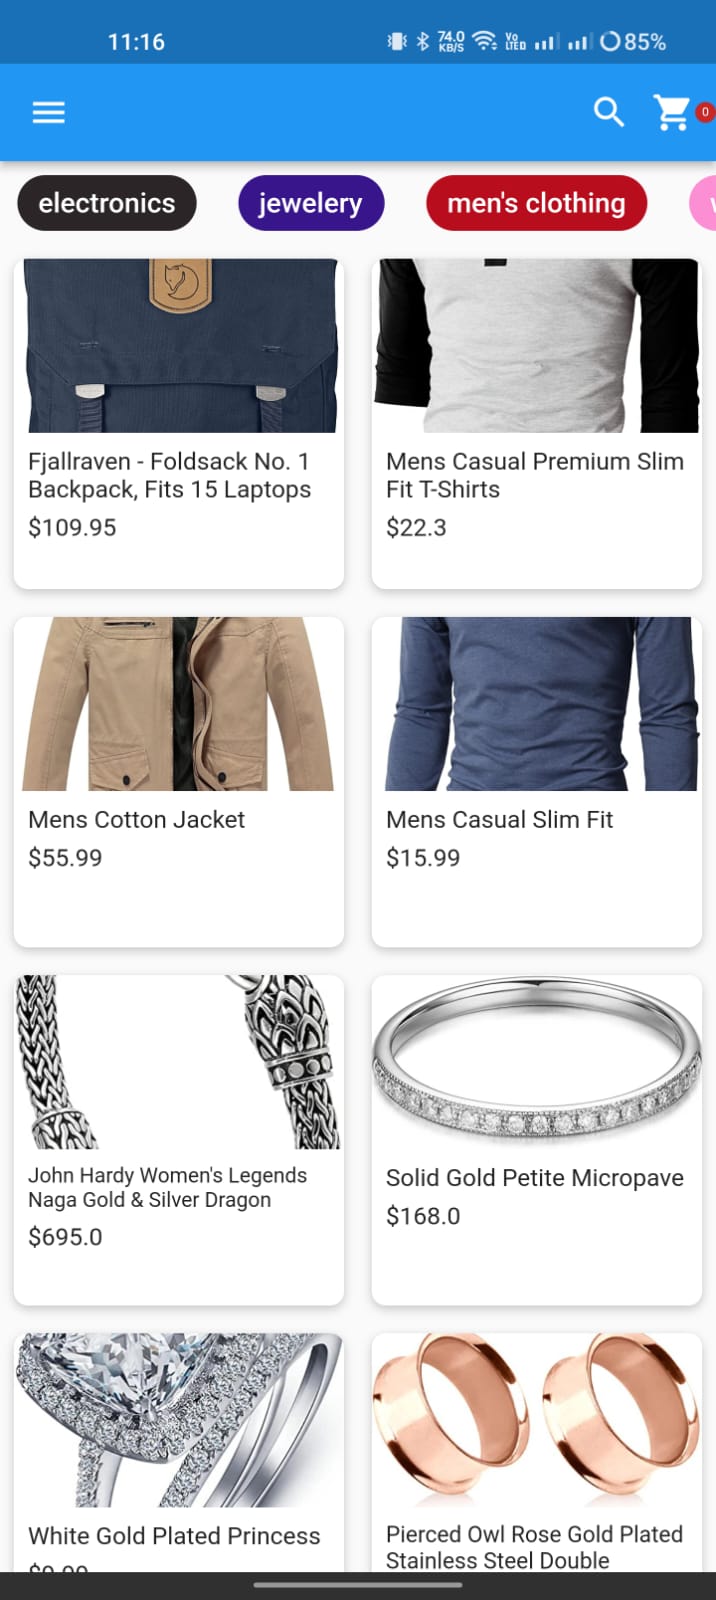 11:16
74.0
KB/S
Vo
LTED
85%
0
electronics
jewelery
men's clothing
Fjallraven - Foldsack No. 1
Backpack, Fits 15 Laptops
$109.95
Mens Casual Premium Slim
Fit T-Shirts
$22.3
Mens Cotton Jacket
$55.99
Mens Casual Slim Fit
$15.99
John Hardy Women's Legends
Naga Gold & Silver Dragon
$695.0
Solid Gold Petite Micropave
$168.0
White Gold Plated Princess
Pierced Owl Rose Gold Plated
Stainless Steel Double